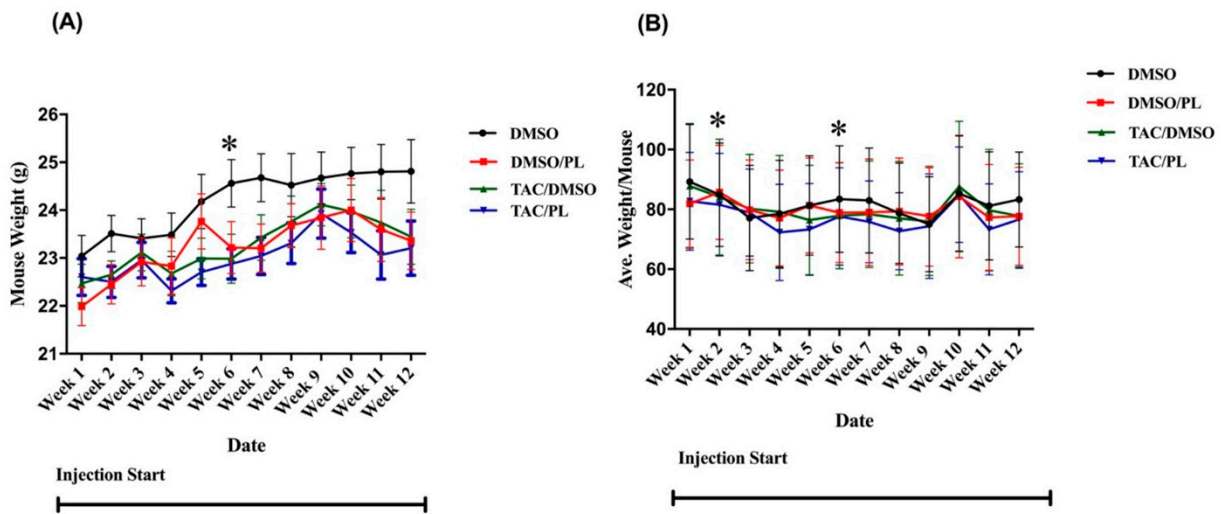 (A)
Mouse Weight (g)
26
25
24
23
22
21
*
DMSO
DMSO/PL
TAC/DMSO
TAC/PL
Week 1
Week 2
Week 3
Week 4
Week 5
Week 6
Week 7
Week 8
Week 9
Week 10
Week 11
Week 12
Date
Injection Start
(B)
Ave. Weight/Mouse
120
100
80
60
40
*
*
DMSO
DMSO/PL
TAC/DMSO
TAC/PL
Week 1
Week 2
Week 3
Week 4
Week 5
Week 6
Week 7
Week 8
Week 9
Week 10
Week 11
Week 12
Date
Injection Start